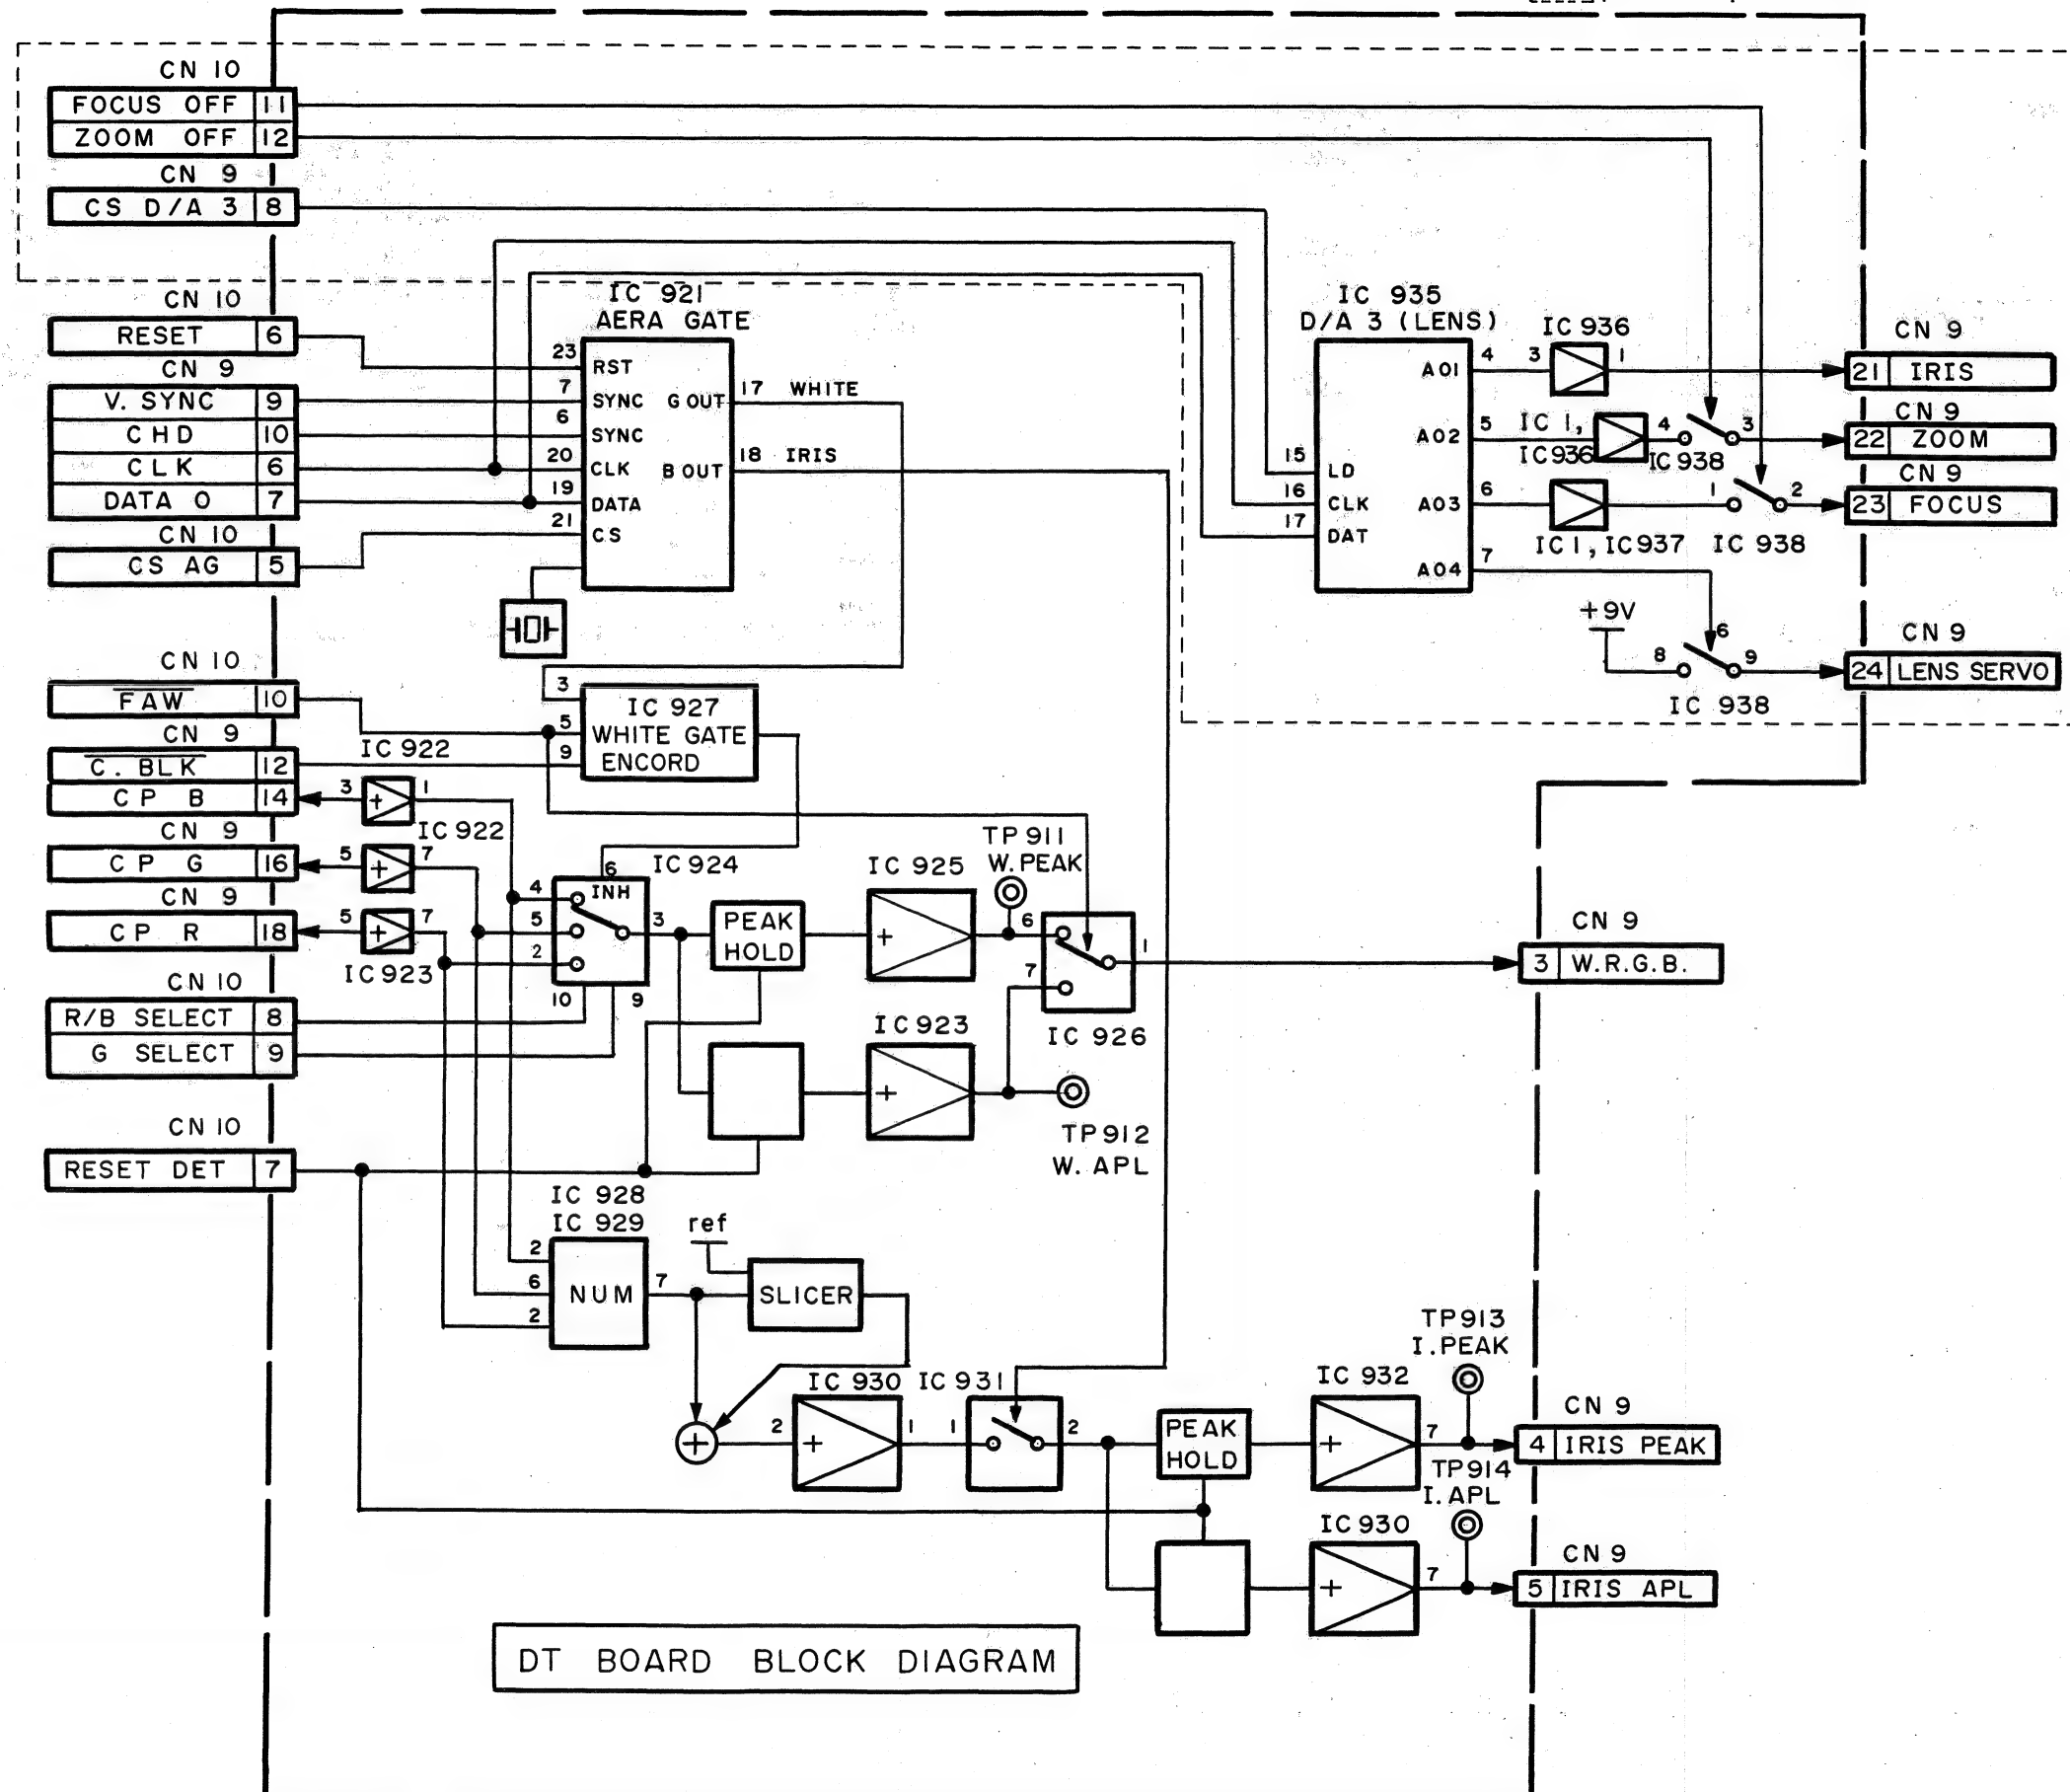 CN 10
FOCUS OFF 11
ZOOM OFF 12
CN 9
CS D/A 3 8
CN 10
RESET 6
CN 9
V. SYNC 9
CHD 10
CLK 6
DATA O 7
CN 10
CS AG 5
IC 921
AERA GATE
23 RST
7 SYNC
6 SYNC
20 CLK
19 DATA
21 CS
G OUT 17 WHITE
B OUT 18 IRIS
IC 935
D/A 3 (LENS)
15 LD
16 CLK
17 DAT
A01 4
A02 5
A03 6
A04 7
IC 936
3 1
IC 1,
IC 936
4 3
IC 938
1 2
IC 1, IC 937
IC 938
+9V
8 6 9
IC 938
CN 9
21 IRIS
CN 9
22 ZOOM
CN 9
23 FOCUS
CN 9
24 LENS SERVO
CN 10
FAW 10
CN 9
C. BLK 12
CP B 14
CN 9
CP G 16
CN 9
CP R 18
CN 10
R/B SELECT 8
G SELECT 9
CN 10
RESET DET 7
3
5
9
IC 927
WHITE GATE
ENCORD
IC 922
3 + 1
IC 922
5 + 7
5 + 7
IC 923
IC 924
6
INH
4
5
2
3
10 9
PEAK
HOLD
IC 925
+
TP 911
W. PEAK
6
7
1
IC 926
IC 923
+
TP 912
W. APL
CN 9
3 W.R.G.B.
IC 928
IC 929
2
6
2
NUM
7
ref
SLICER
+
IC 930
2 + 1
IC 931
1 2
PEAK
HOLD
IC 932
+ 7
TP913
I. PEAK
CN 9
4 IRIS PEAK
TP914
I. APL
IC 930
+ 7
CN 9
5 IRIS APL
DT BOARD BLOCK DIAGRAM